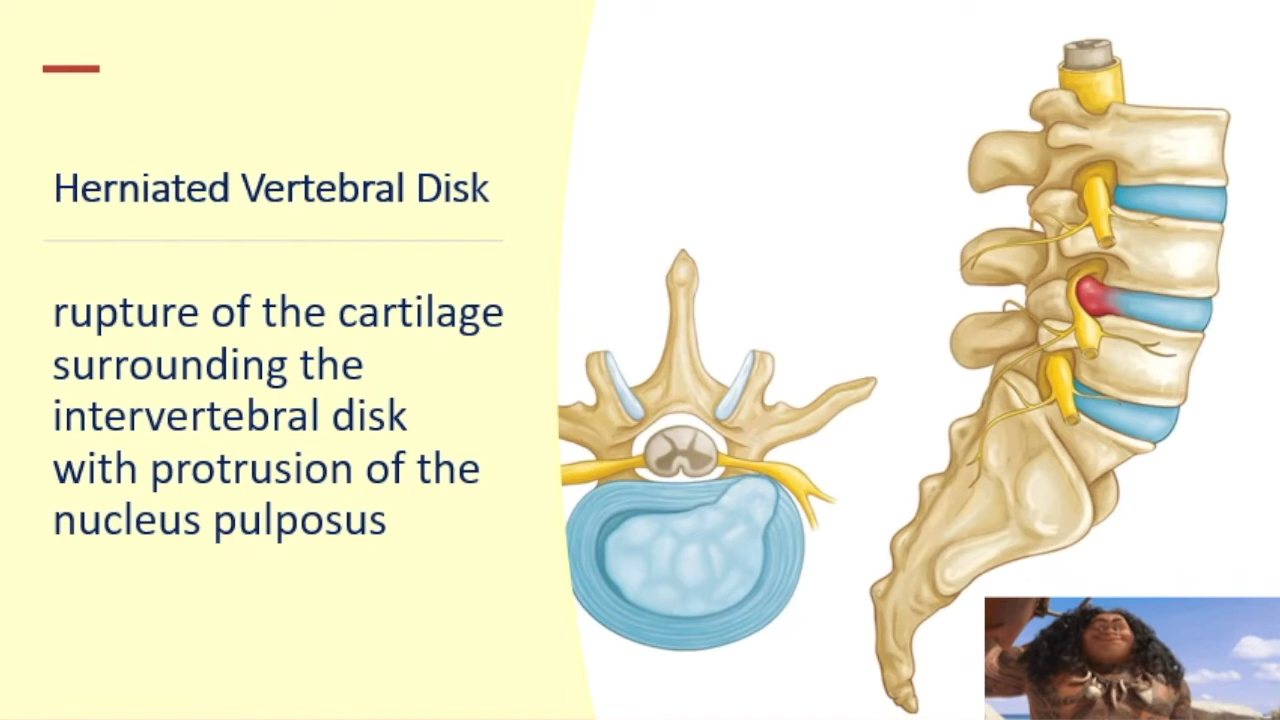 Herniated Vertebral Disk
rupture of the cartilage
surrounding the
intervertebral disk
with protrusion of the
nucleus pulposus